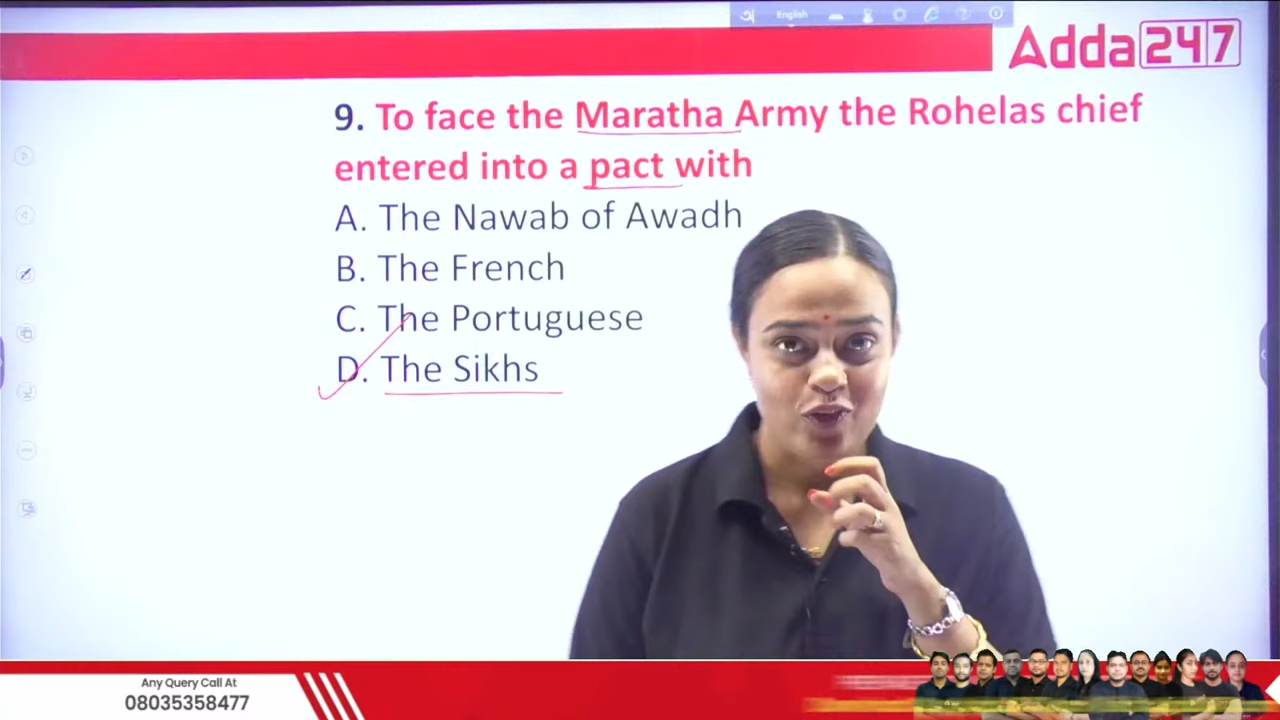 English
Adda247
9. To face the Maratha Army the Rohelas chief
entered into a pact with
A. The Nawab of Awadh
B. The French
C. The Portuguese
D. The Sikhs
Any Query Call At
08035358477